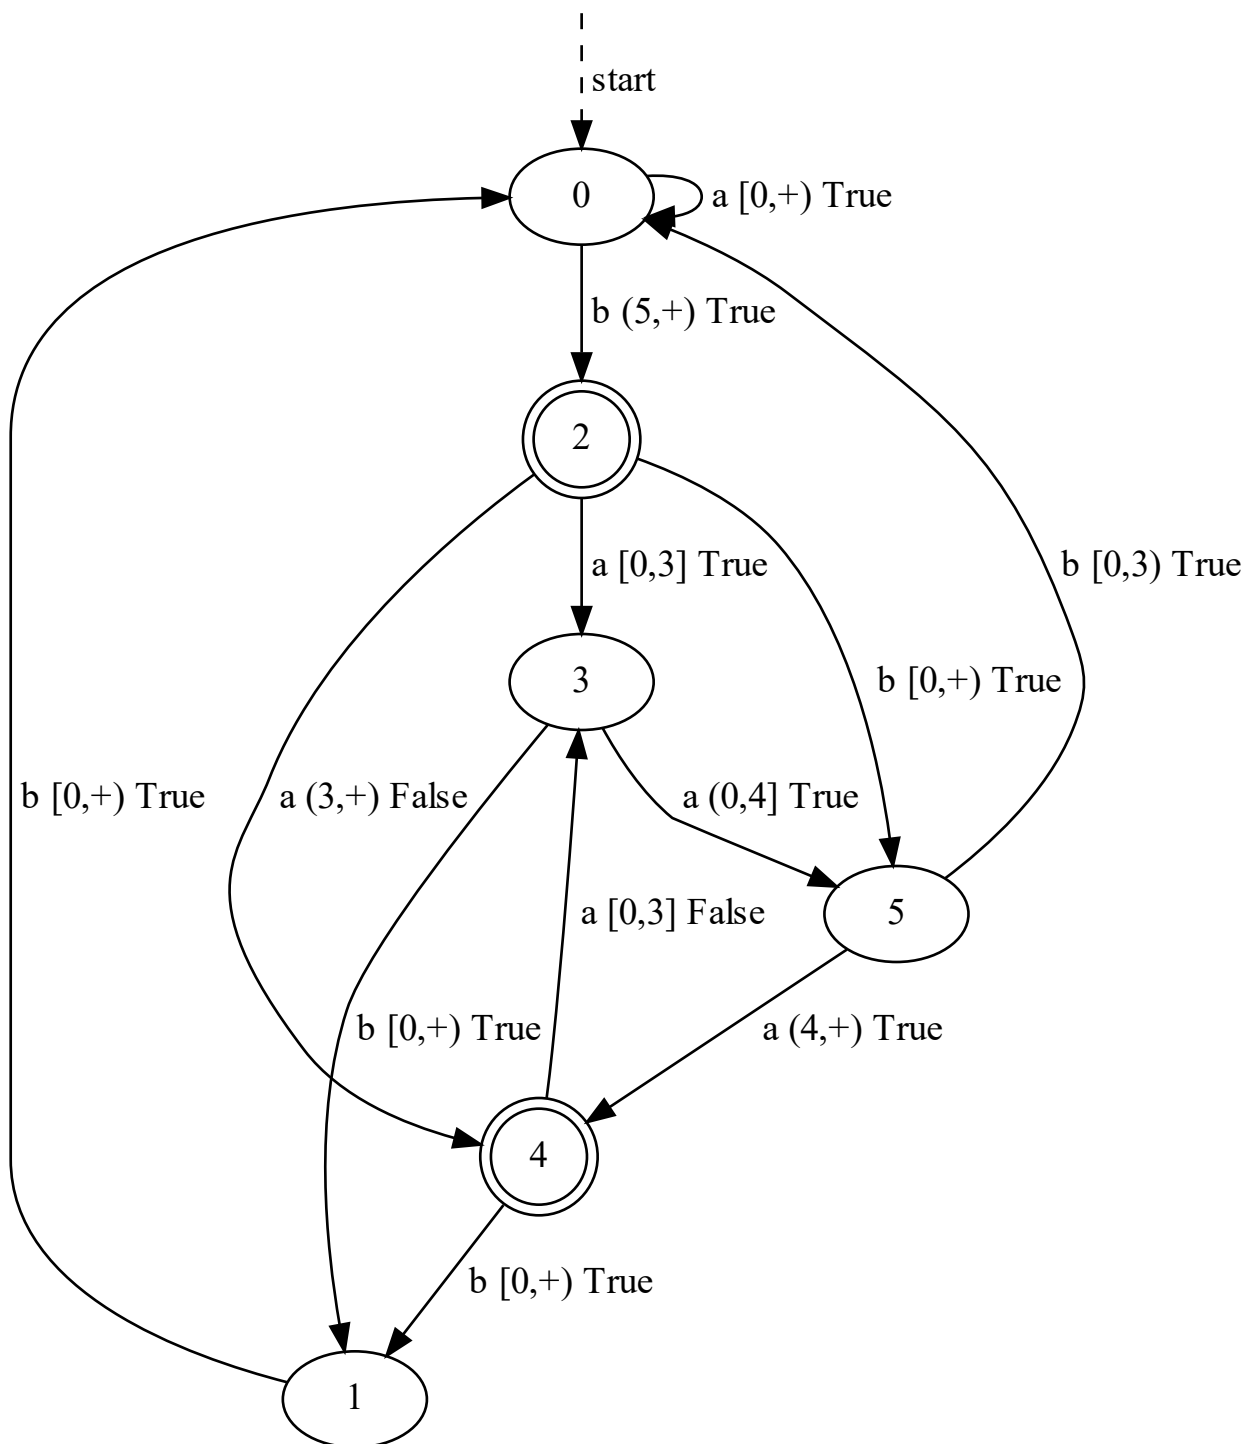 start
0
a [0,+) True
b (5,+) True
2
a [0,3] True
b [0,3) True
3
b [0,+) True
b [0,+) True
a (3,+) False
a (0,4] True
a [0,3] False
5
b [0,+) True
a (4,+) True
4
b [0,+) True
1